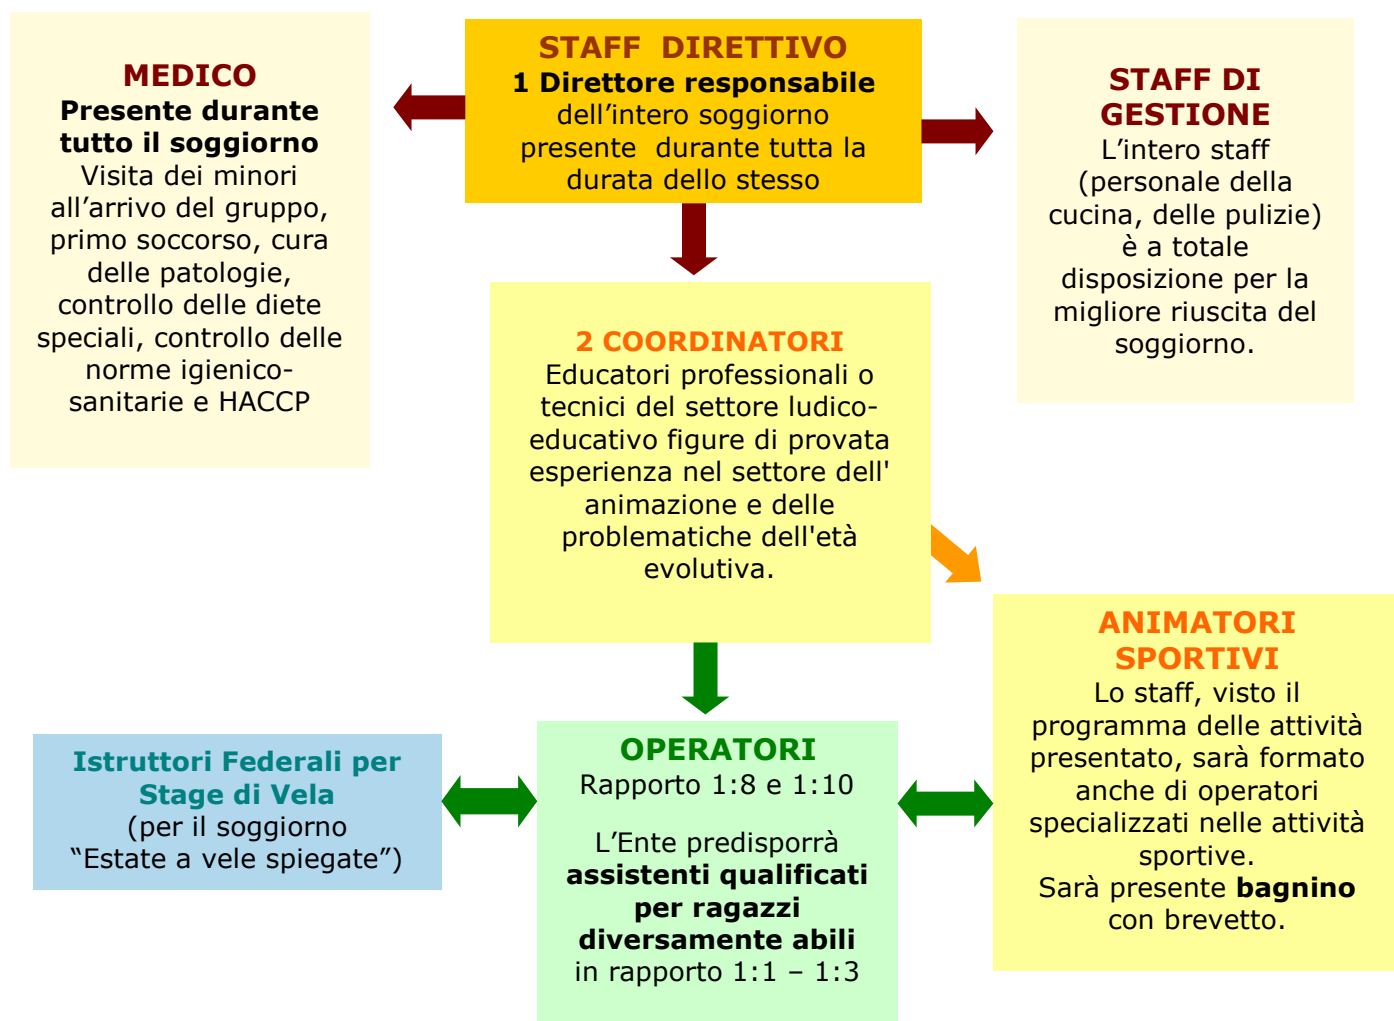 MEDICO
Presente durante
tutto il soggiorno
Visita dei minori
all’arrivo del gruppo,
primo soccorso, cura
delle patologie,
controllo delle diete
speciali, controllo delle
norme igienico-
sanitarie e HACCP
STAFF DIRETTIVO
1 Direttore responsabile
dell’intero soggiorno
presente durante tutta la
durata dello stesso
STAFF DI
GESTIONE
L’intero staff
(personale della
cucina, delle pulizie)
è a totale
disposizione per la
migliore riuscita del
soggiorno.
2 COORDINATORI
Educatori professionali o
tecnici del settore ludico-
educativo figure di provata
esperienza nel settore dell'
animazione e delle
problematiche dell'età
evolutiva.
ANIMATORI
SPORTIVI
Lo staff, visto il
programma delle attività
presentato, sarà formato
anche di operatori
specializzati nelle attività
sportive.
Sarà presente bagnino
con brevetto.
Istruttori Federali per
Stage di Vela
(per il soggiorno
“Estate a vele spiegate”)
OPERATORI
Rapporto 1:8 e 1:10
L’Ente predisporrà
assistenti qualificati
per ragazzi
diversamente abili
in rapporto 1:1 – 1:3